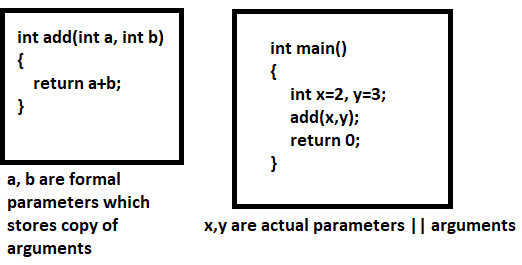 int add(int a, int b)
{
return a+b;
}
a, b are formal
parameters which
stores copy of
arguments
int main()
{
int x=2, y=3;
add(x,y);
return 0;
}
x,y are actual parameters || arguments